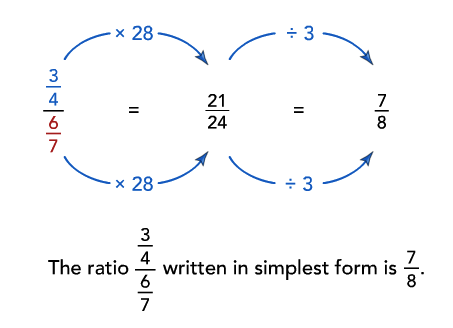 × 28 ÷ 3
3/4 / 6/7 = 21/24 = 7/8
× 28 ÷ 3
The ratio 3/4 / 6/7 written in simplest form is 7/8.